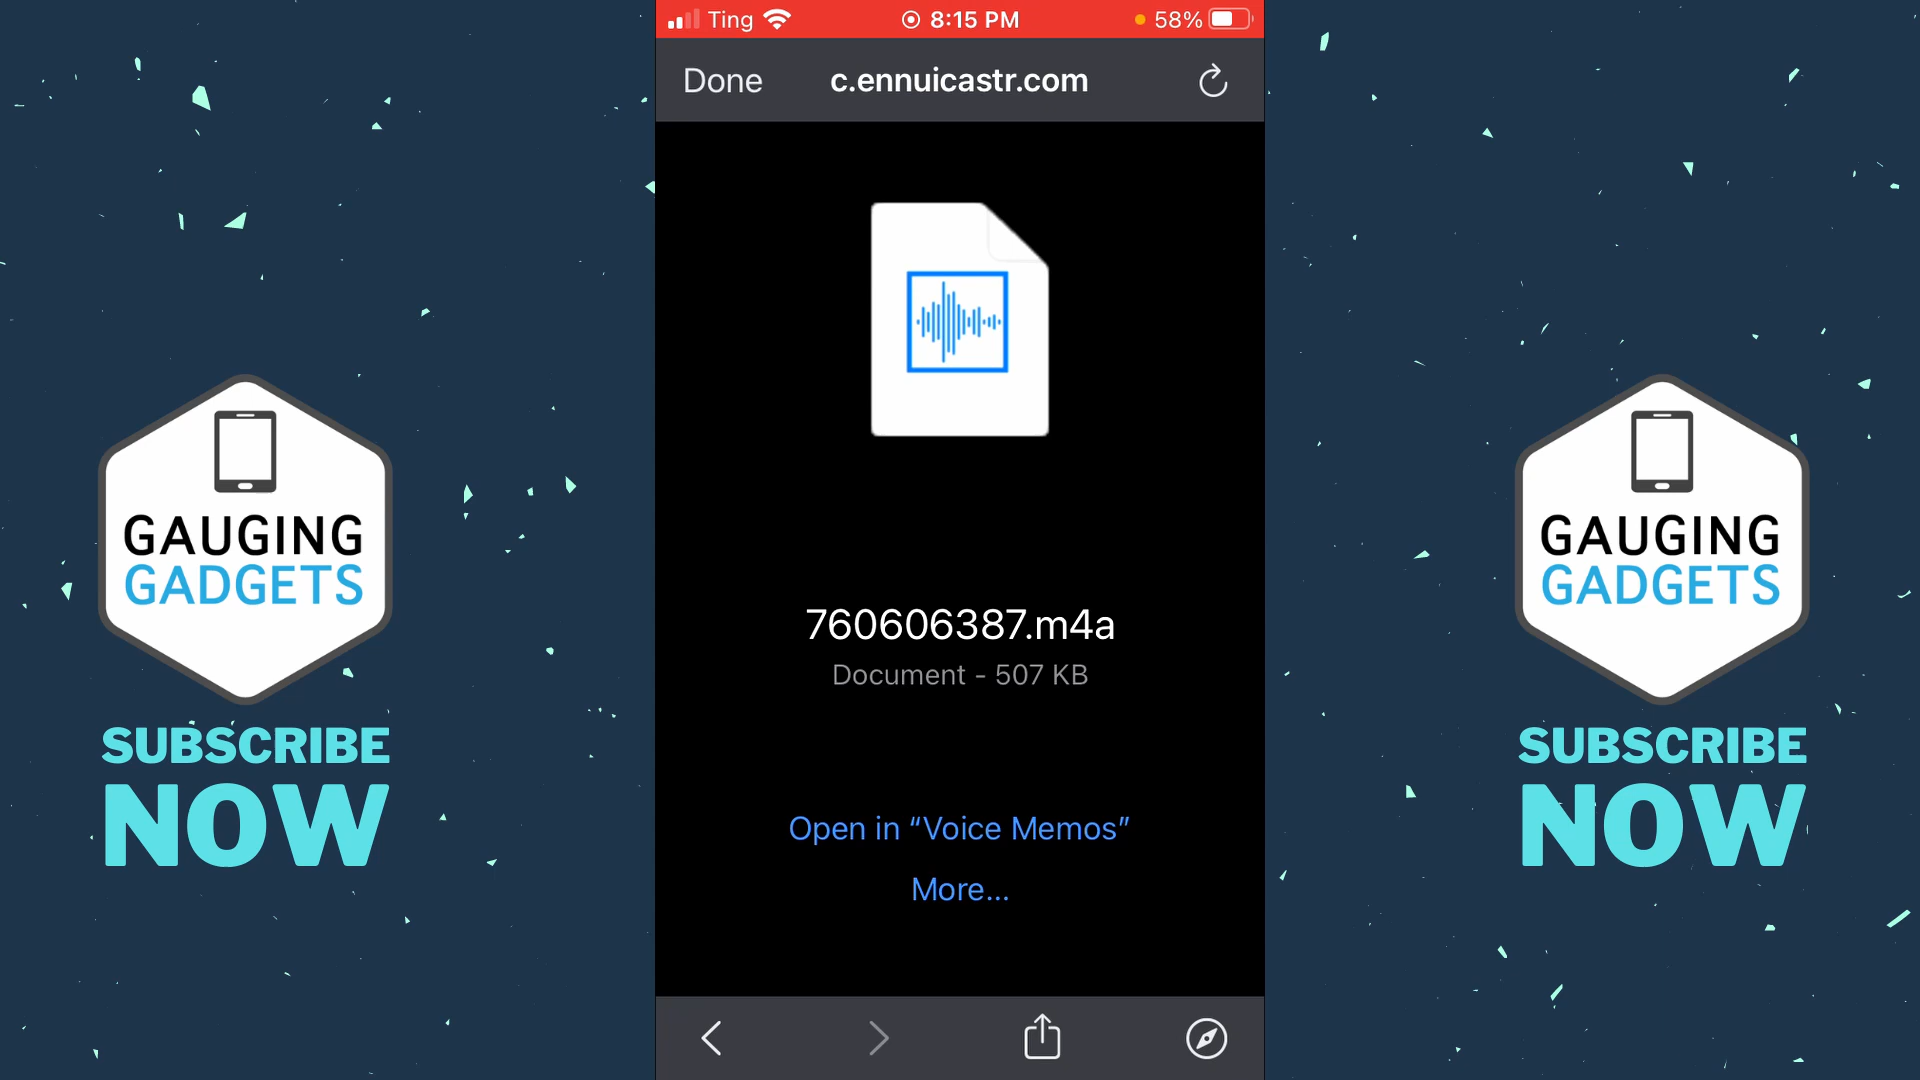 Ting
8:15 PM
58%
Done
c.ennuicastr.com
760606387.m4a
Document - 507 KB
Open in “Voice Memos”
More...
GAUGING
GADGETS
SUBSCRIBE
NOW
GAUGING
GADGETS
SUBSCRIBE
NOW